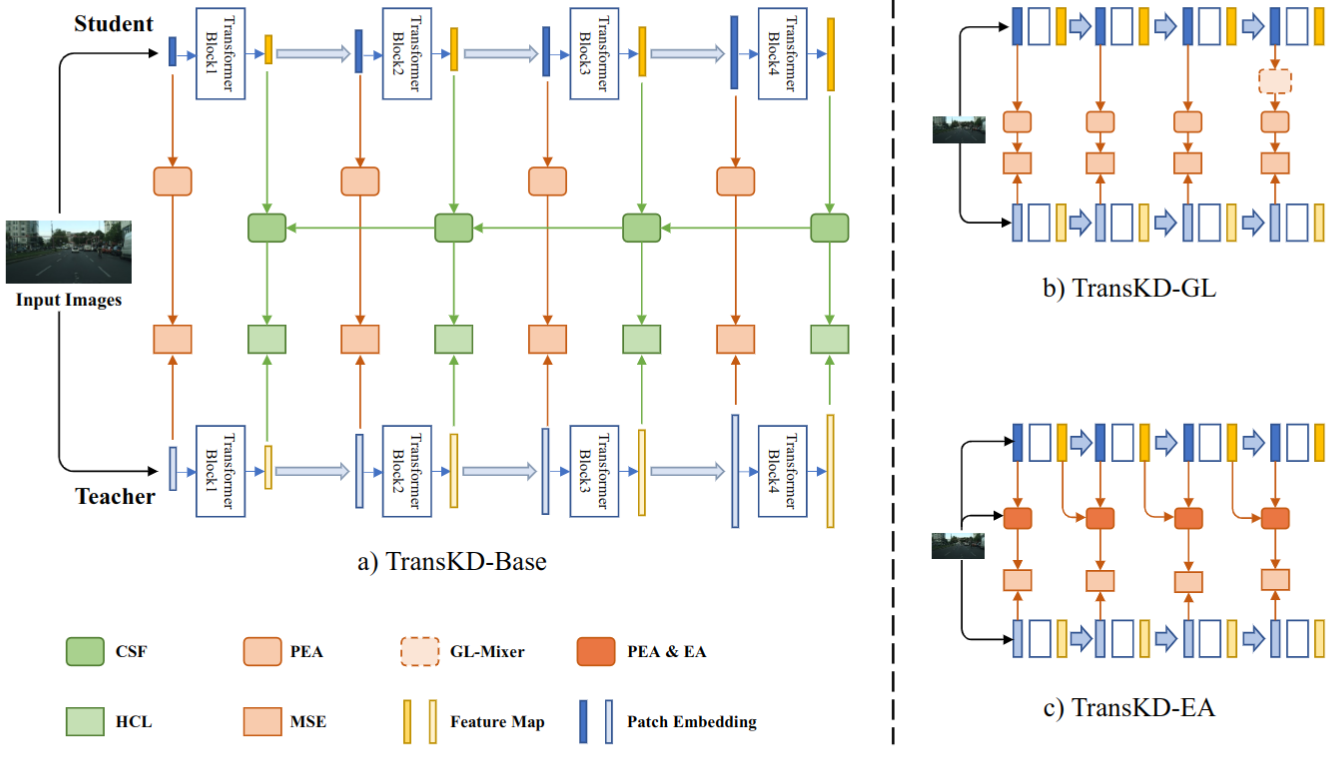 Student
Transformer
Block1
Transformer
Block2
Transformer
Block3
Transformer
Block4
Input Images
Teacher
Transformer
Block1
Transformer
Block2
Transformer
Block3
Transformer
Block4
a) TransKD-Base
CSF
PEA
GL-Mixer
PEA & EA
HCL
MSE
Feature Map
Patch Embedding
b) TransKD-GL
c) TransKD-EA